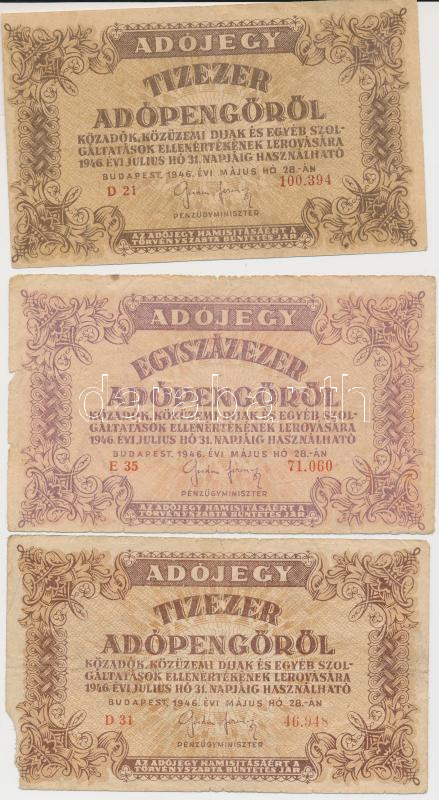 ADÓJEGY
TIZEZER
ADÓPENGŐRŐL
KÖZADÓK, KÖZÜZEMI DIJAK ÉS EGYÉB SZOL-
GÁLTATÁSOK ELLENÉRTÉKÉNEK LEROVÁSÁRA
1946. ÉVI JULIUS HÓ 31. NAPJÁIG HASZNÁLHATÓ
BUDAPEST, 1946. ÉVI MÁJUS HÓ 28.-ÁN
D 21 100.394
PÉNZÜGYMINISZTER
AZ ADÓJEGY HAMISITÁSÁÉRT A
TÖRVÉNYSZABTA BÜNTETÉS JÁR.
ADÓJEGY
EGYSZÁZEZER
ADÓPENGŐRŐL
KÖZADÓK, KÖZÜZEMI DIJAK ÉS EGYÉB SZOL-
GÁLTATÁSOK ELLENÉRTÉKÉNEK LEROVÁSÁRA
1946. ÉVI JULIUS HÓ 31. NAPJÁIG HASZNÁLHATÓ
BUDAPEST, 1946. ÉVI MÁJUS HÓ 28.-ÁN
E 35 71.060
PÉNZÜGYMINISZTER
AZ ADÓJEGY HAMISITÁSÁÉRT A
TÖRVÉNYSZABTA BÜNTETÉS JÁR.
ADÓJEGY
TIZEZER
ADÓPENGŐRŐL
KÖZADÓK, KÖZÜZEMI DIJAK ÉS EGYÉB SZOL-
GÁLTATÁSOK ELLENÉRTÉKÉNEK LEROVÁSÁRA
1946. ÉVI JULIUS HÓ 31. NAPJÁIG HASZNÁLHATÓ
BUDAPEST, 1946. ÉVI MÁJUS HÓ 28.-ÁN
D 31 46.948
PÉNZÜGYMINISZTER
AZ ADÓJEGY HAMISITÁSÁÉRT A
TÖRVÉNYSZABTA BÜNTETÉS JÁR.